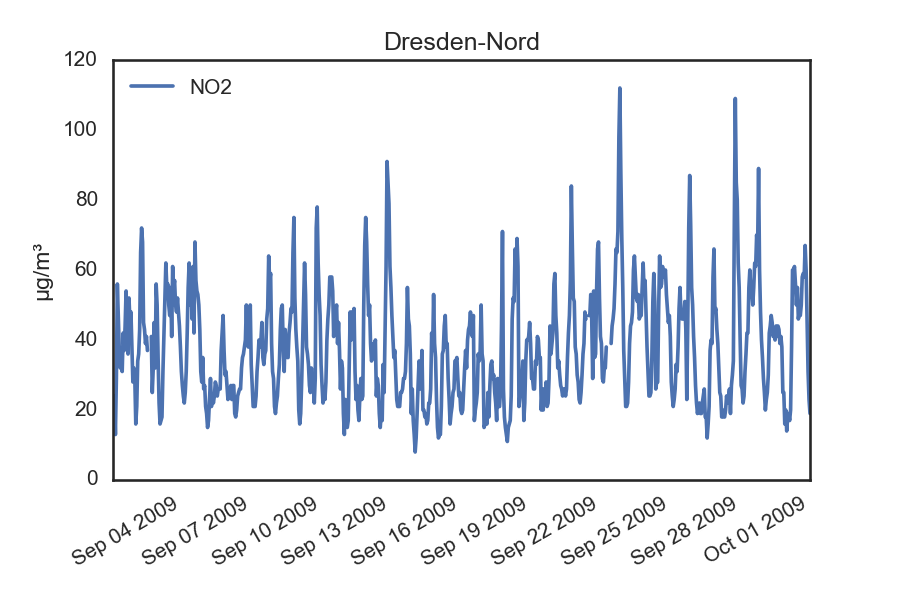 Dresden-Nord
NO2
µg/m³
120
100
80
60
40
20
0
Sep 04 2009
Sep 07 2009
Sep 10 2009
Sep 13 2009
Sep 16 2009
Sep 19 2009
Sep 22 2009
Sep 25 2009
Sep 28 2009
Oct 01 2009